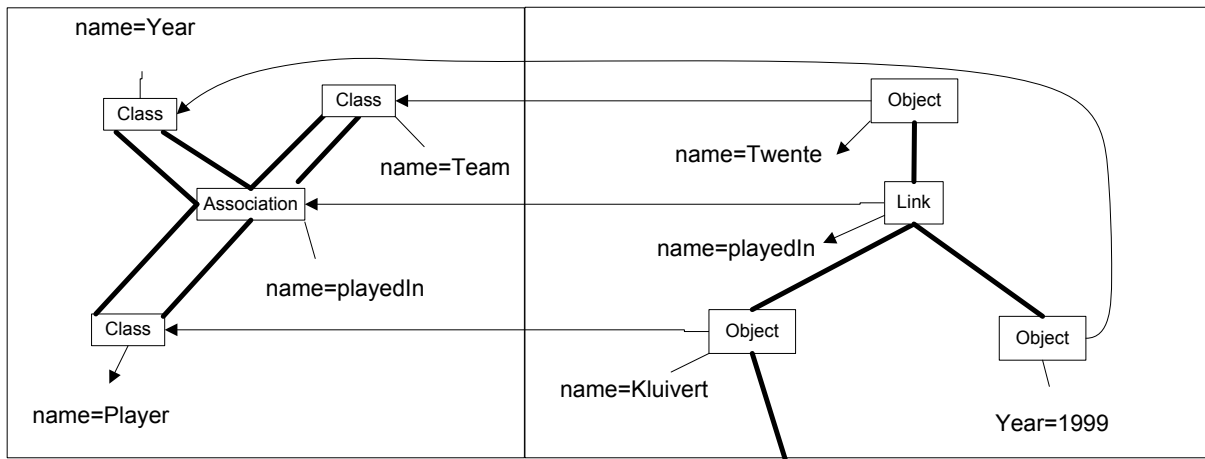 name=Year
Class
Class
name=Team
Association
name=playedIn
Class
name=Player
Object
name=Twente
Link
name=playedIn
Object
name=Kluivert
Object
Year=1999